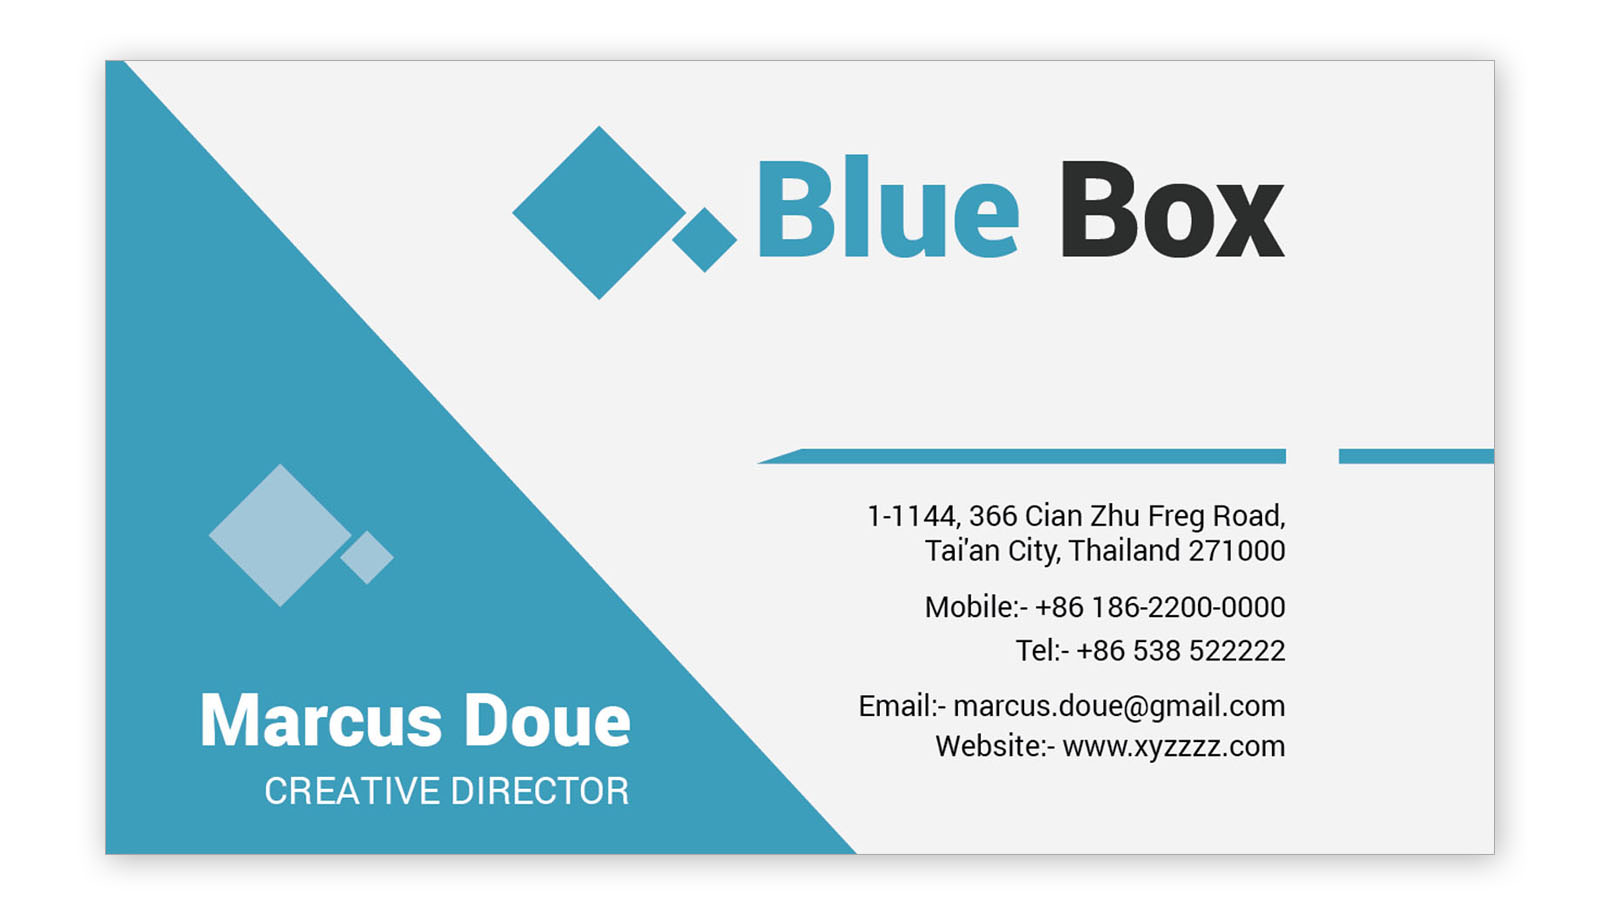 Blue Box
1-1144, 366 Cian Zhu Freg Road,
Tai'an City, Thailand 271000
Mobile:- +86 186-2200-0000
Tel:- +86 538 522222
Email:- marcus.doue@gmail.com
Website:- www.xyzzzz.com
Marcus Doue
CREATIVE DIRECTOR